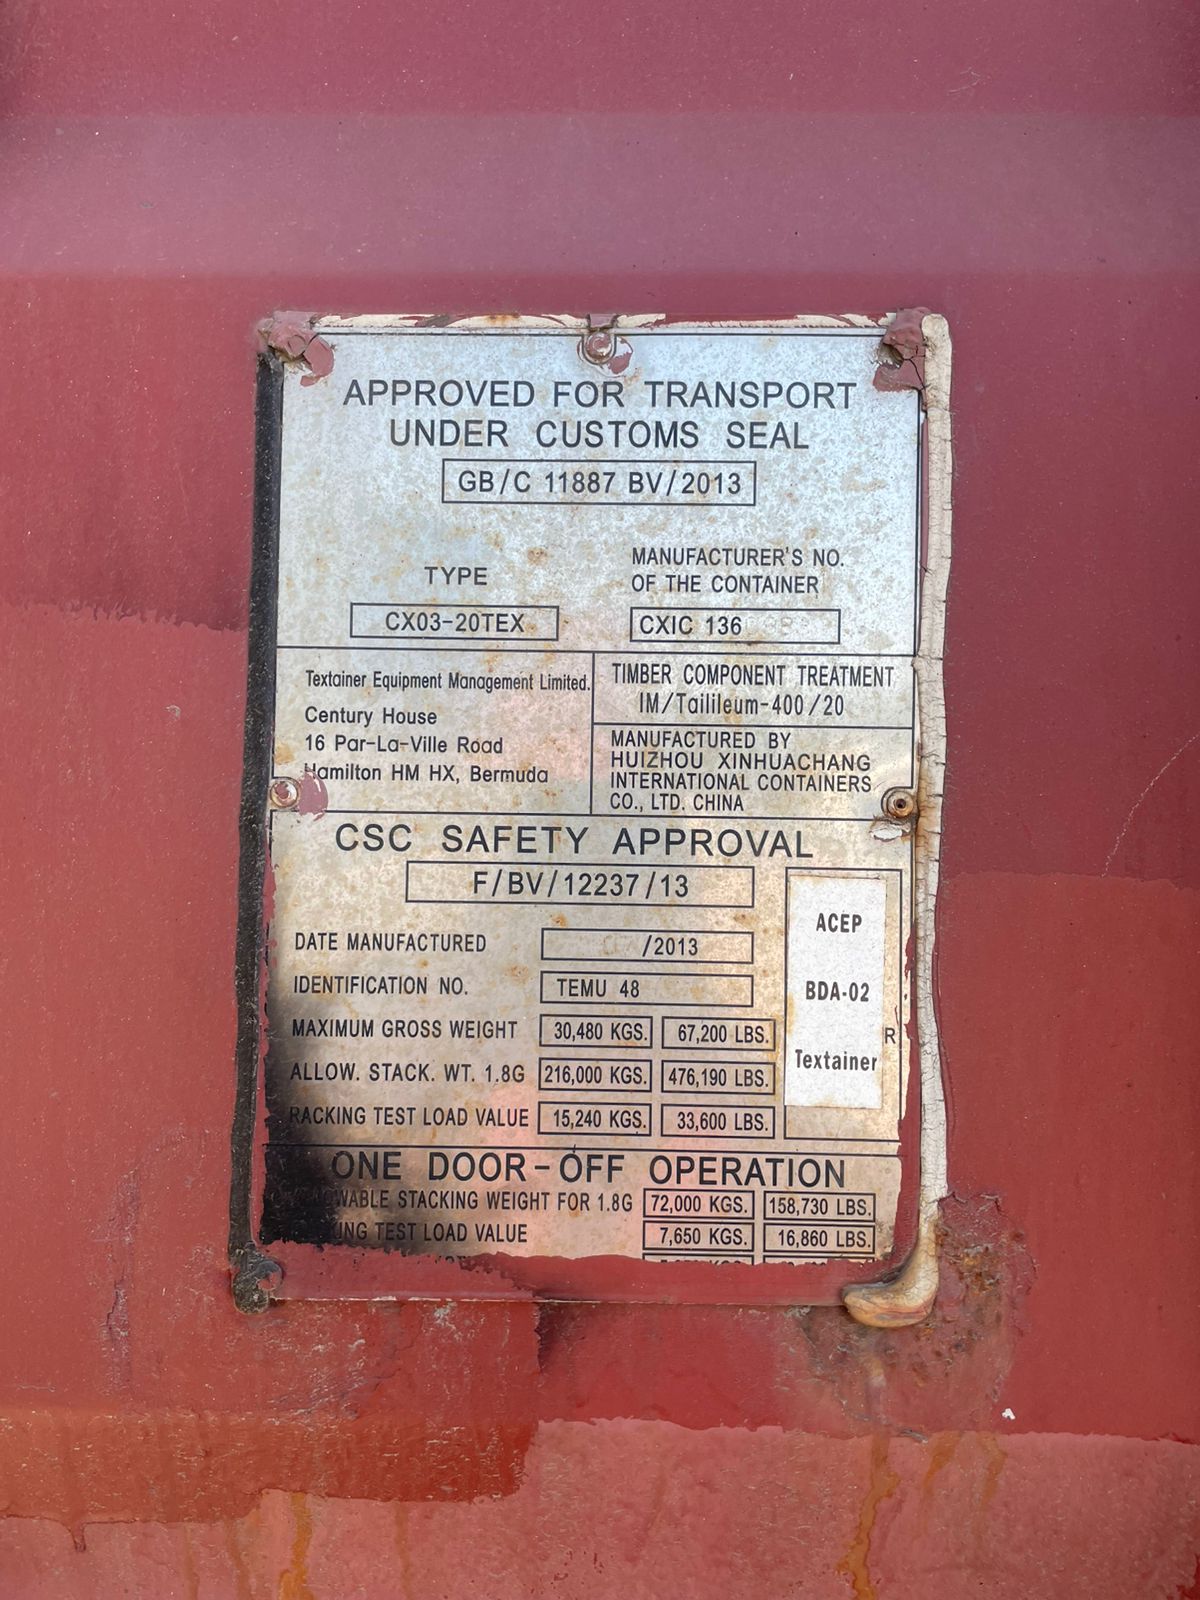 APPROVED FOR TRANSPORT
UNDER CUSTOMS SEAL
GB/C 11887 BV/2013
TYPE
CX03-20TEX
MANUFACTURER'S NO.
OF THE CONTAINER
CXIC 136
Textainer Equipment Management Limited.
Century House
16 Par-La-Ville Road
Hamilton HM HX, Bermuda
TIMBER COMPONENT TREATMENT
IM/Tailileum-400/20
MANUFACTURED BY
HUIZHOU XINHUACHANG
INTERNATIONAL CONTAINERS
CO., LTD. CHINA
CSC SAFETY APPROVAL
F/BV/12237/13
DATE MANUFACTURED /2013
IDENTIFICATION NO. TEMU 48
MAXIMUM GROSS WEIGHT 30,480 KGS. 67,200 LBS.
ALLOW. STACK. WT. 1.8G 216,000 KGS. 476,190 LBS.
RACKING TEST LOAD VALUE 15,240 KGS. 33,600 LBS.
ACEP
BDA-02
R
Textainer
ONE DOOR-OFF OPERATION
STACKING WEIGHT FOR 1.8G 72,000 KGS. 158,730 LBS.
TEST LOAD VALUE 7,650 KGS. 16,860 LBS.